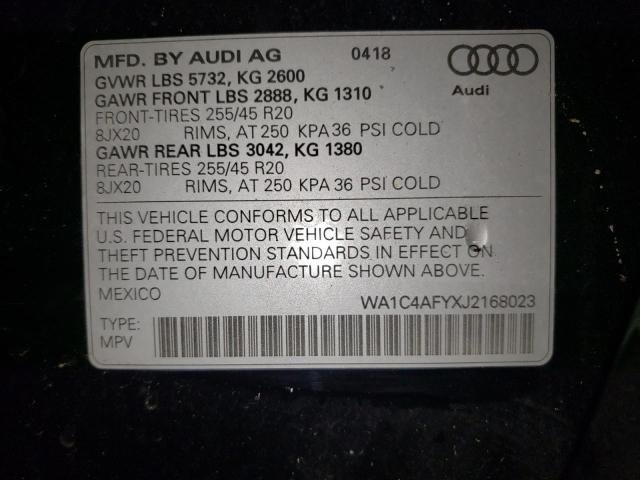 MFD. BY AUDI AG 0418
GVWR LBS 5732, KG 2600
GAWR FRONT LBS 2888, KG 1310
Audi
FRONT-TIRES 255/45 R20
8JX20 RIMS, AT 250 KPA 36 PSI COLD
GAWR REAR LBS 3042, KG 1380
REAR-TIRES 255/45 R20
8JX20 RIMS, AT 250 KPA 36 PSI COLD
THIS VEHICLE CONFORMS TO ALL APPLICABLE
U.S. FEDERAL MOTOR VEHICLE SAFETY AND
THEFT PREVENTION STANDARDS IN EFFECT ON
THE DATE OF MANUFACTURE SHOWN ABOVE.
MEXICO WA1C4AFYXJ2168023
TYPE:
MPV